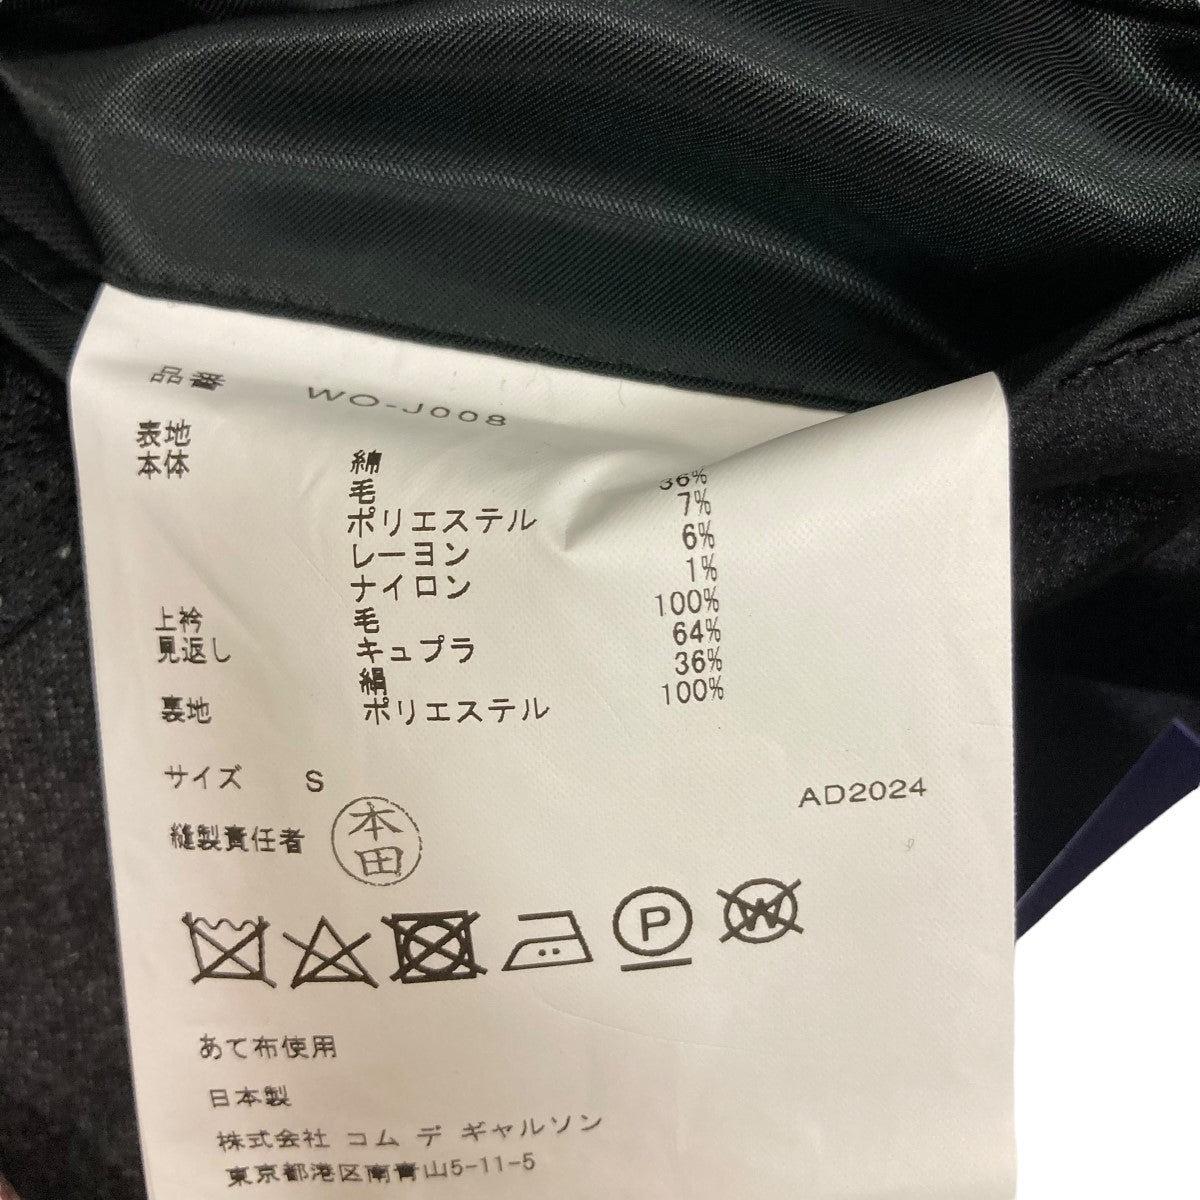 品番 WO-J008
表地
本体 綿
毛 36%
ポリエステル 7%
レーヨン 6%
ナイロン 1%
上衿 毛 100%
見返し キュプラ 64%
絹 36%
裏地 ポリエステル 100%
サイズ S
AD2024
縫製責任者 本田
P W
あて布使用
日本製
株式会社 コム デ ギャルソン
東京都港区南青山5-11-5